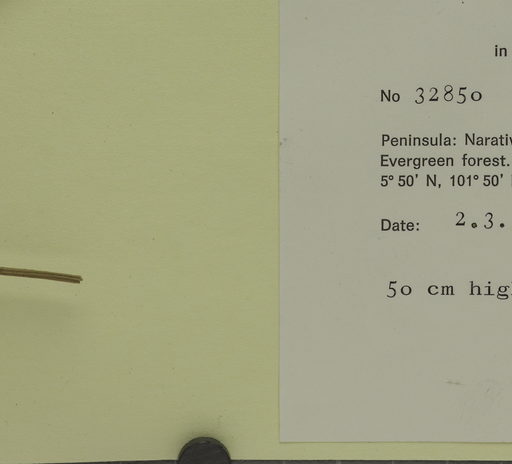 in
No 32850
Peninsula: Narativ
Evergreen forest.
5° 50' N, 101° 50'
Date: 2.3.
50 cm hig